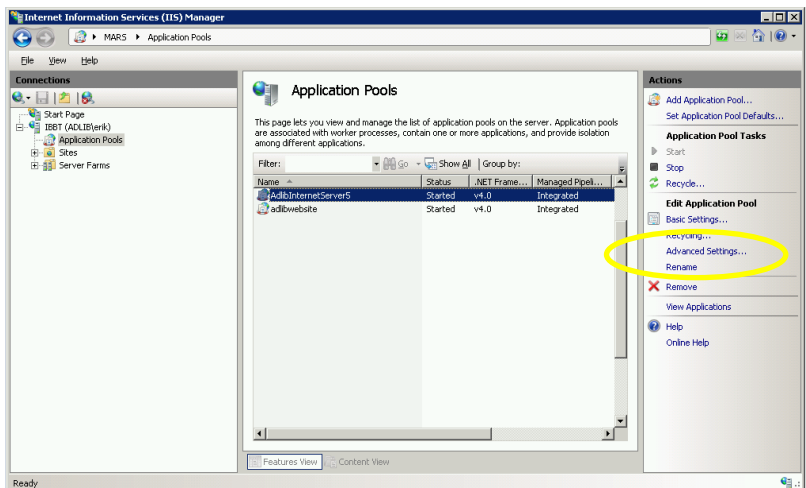 Internet Information Services (IIS) Manager
MARS Application Pools
File View Help
Connections
Start Page
IBBT (ADLIB\erik)
Application Pools
Sites
Server Farms
Application Pools
This page lets you view and manage the list of application pools on the server. Application pools
are associated with worker processes, contain one or more applications, and provide isolation
among different applications.
Filter: Go Show All Group by:
Name Status .NET Frame... Managed Pipeli...
AdlibInternetServer5 Started v4.0 Integrated
adlibwebsite Started v4.0 Integrated
Features View Content View
Actions
Add Application Pool...
Set Application Pool Defaults...
Application Pool Tasks
Start
Stop
Recycle...
Edit Application Pool
Basic Settings...
Recycling...
Advanced Settings...
Rename
Remove
View Applications
Help
Online Help
Ready